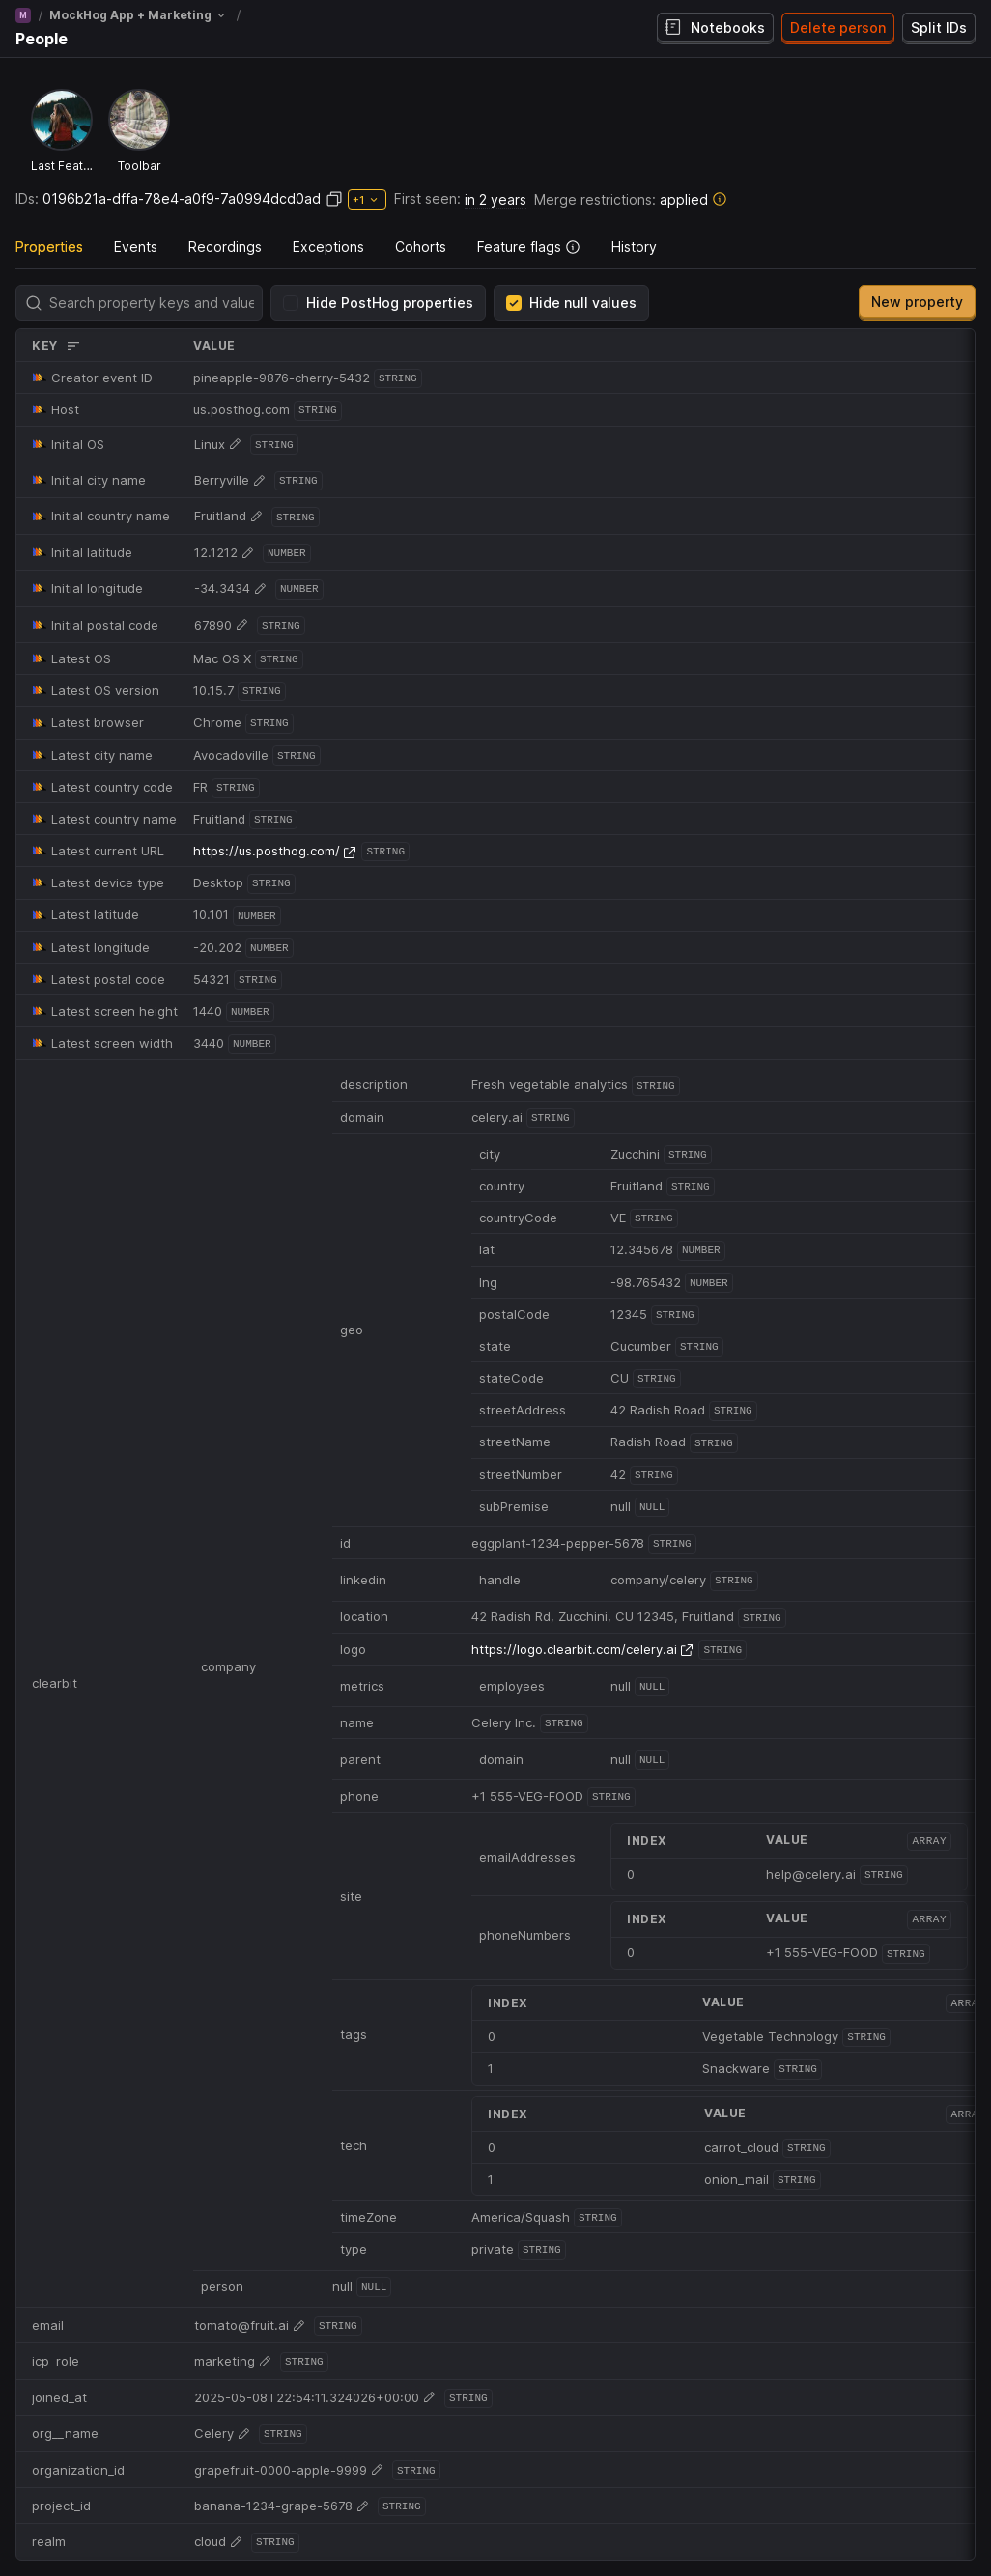 M / MockHog App + Marketing /
People
Notebooks
Delete person
Split IDs
Last Feat...
Toolbar
IDs: 0196b21a-dffa-78e4-a0f9-7a0994dcd0ad +1 First seen: in 2 years Merge restrictions: applied
Properties Events Recordings Exceptions Cohorts Feature flags History
Search property keys and value
Hide PostHog properties
Hide null values
New property
KEY VALUE
Creator event ID pineapple-9876-cherry-5432 STRING
Host us.posthog.com STRING
Initial OS Linux STRING
Initial city name Berryville STRING
Initial country name Fruitland STRING
Initial latitude 12.1212 NUMBER
Initial longitude -34.3434 NUMBER
Initial postal code 67890 STRING
Latest OS Mac OS X STRING
Latest OS version 10.15.7 STRING
Latest browser Chrome STRING
Latest city name Avocadoville STRING
Latest country code FR STRING
Latest country name Fruitland STRING
Latest current URL https://us.posthog.com/ STRING
Latest device type Desktop STRING
Latest latitude 10.101 NUMBER
Latest longitude -20.202 NUMBER
Latest postal code 54321 STRING
Latest screen height 1440 NUMBER
Latest screen width 3440 NUMBER
clearbit
company
description Fresh vegetable analytics STRING
domain celery.ai STRING
geo
city Zucchini STRING
country Fruitland STRING
countryCode VE STRING
lat 12.345678 NUMBER
lng -98.765432 NUMBER
postalCode 12345 STRING
state Cucumber STRING
stateCode CU STRING
streetAddress 42 Radish Road STRING
streetName Radish Road STRING
streetNumber 42 STRING
subPremise null NULL
id eggplant-1234-pepper-5678 STRING
linkedin handle company/celery STRING
location 42 Radish Rd, Zucchini, CU 12345, Fruitland STRING
logo https://logo.clearbit.com/celery.ai STRING
metrics employees null NULL
name Celery Inc. STRING
parent domain null NULL
phone +1 555-VEG-FOOD STRING
site
emailAddresses
INDEX VALUE ARRAY
0 help@celery.ai STRING
phoneNumbers
INDEX VALUE ARRAY
0 +1 555-VEG-FOOD STRING
tags
INDEX VALUE ARRA
0 Vegetable Technology STRING
1 Snackware STRING
tech
INDEX VALUE ARRA
0 carrot_cloud STRING
1 onion_mail STRING
timeZone America/Squash STRING
type private STRING
person null NULL
email tomato@fruit.ai STRING
icp_role marketing STRING
joined_at 2025-05-08T22:54:11.324026+00:00 STRING
org__name Celery STRING
organization_id grapefruit-0000-apple-9999 STRING
project_id banana-1234-grape-5678 STRING
realm cloud STRING